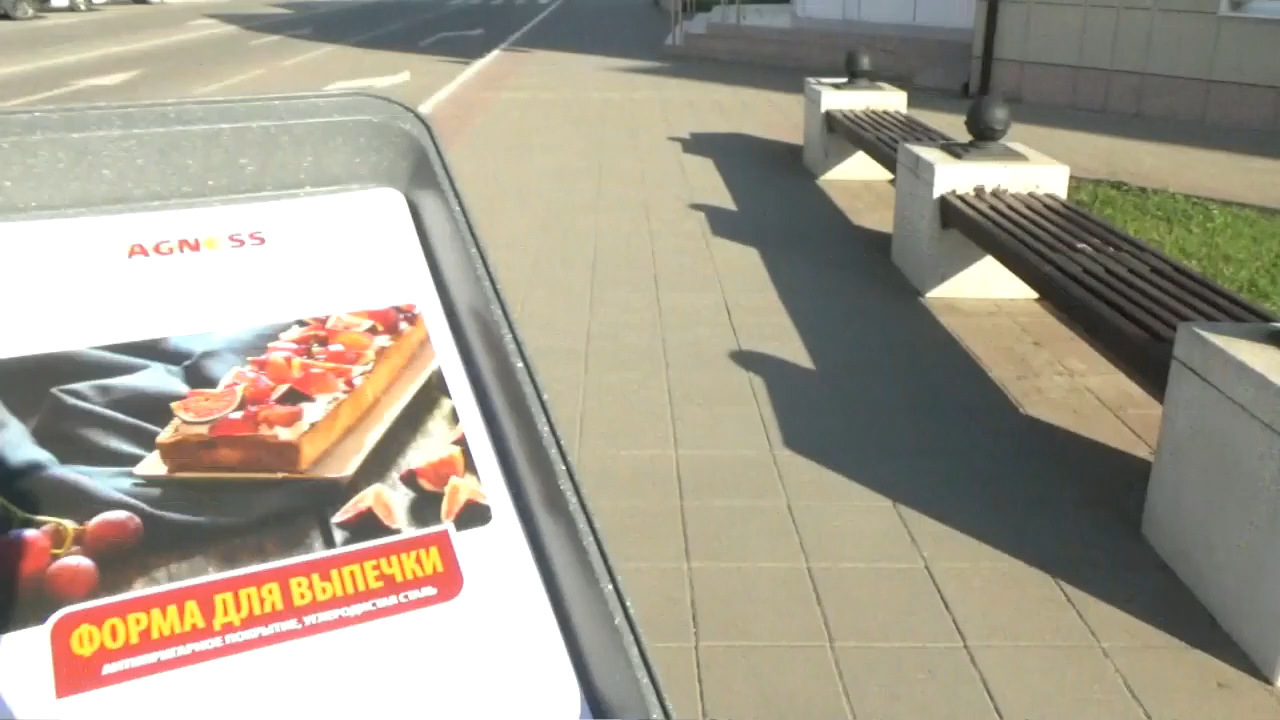 AGNESS
ФОРМА ДЛЯ ВЫПЕЧКИ
АНТИПРИГАРНОЕ ПОКРЫТИЕ, УГЛЕРОДИСТАЯ СТАЛЬ